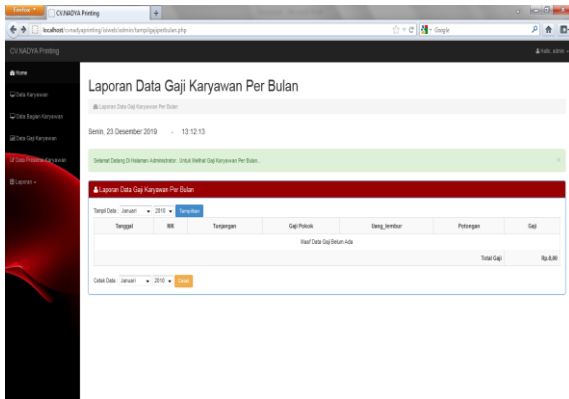 Firefox
CV.NADYA Printing
localhost/cvnadyaprinting/loweb/admin/tampilgajiperbulan.php
Google
CV.NADYA Printing
Hallo, admin
Home
Data Karyawan
Data Bagian Karyawan
Data Gaji Karyawan
Data Presensi Karyawan
Laporan
Laporan Data Gaji Karyawan Per Bulan
Laporan Data Gaji Karyawan Per Bulan
Senin, 23 Desember 2019 - 13:12:13
Selamat Datang Di Halaman Administrator. Untuk Melihat Gaji Karyawan Per Bulan.
Laporan Data Gaji Karyawan Per Bulan
Tampil Data : Januari 2010 Tampilkan
Tanggal NIK Tunjangan Gaji Pokok Uang_lembur Potongan Gaji
Maaf Data Gaji Belum Ada
Total Gaji Rp.0,00
Cetak Data : Januari 2010 Cetak